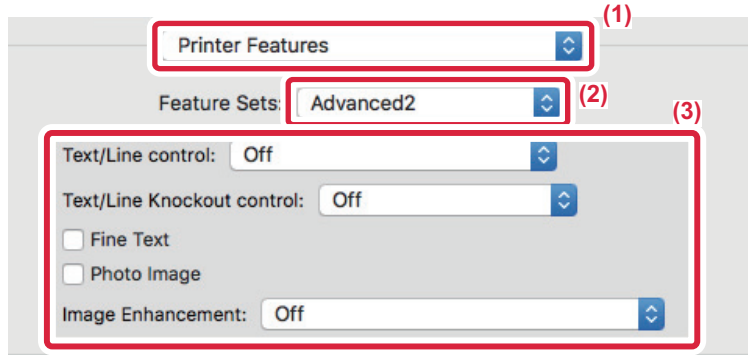 (1)
Printer Features
Feature Sets: Advanced2
(2)
(3)
Text/Line control: Off
Text/Line Knockout control: Off
Fine Text
Photo Image
Image Enhancement: Off